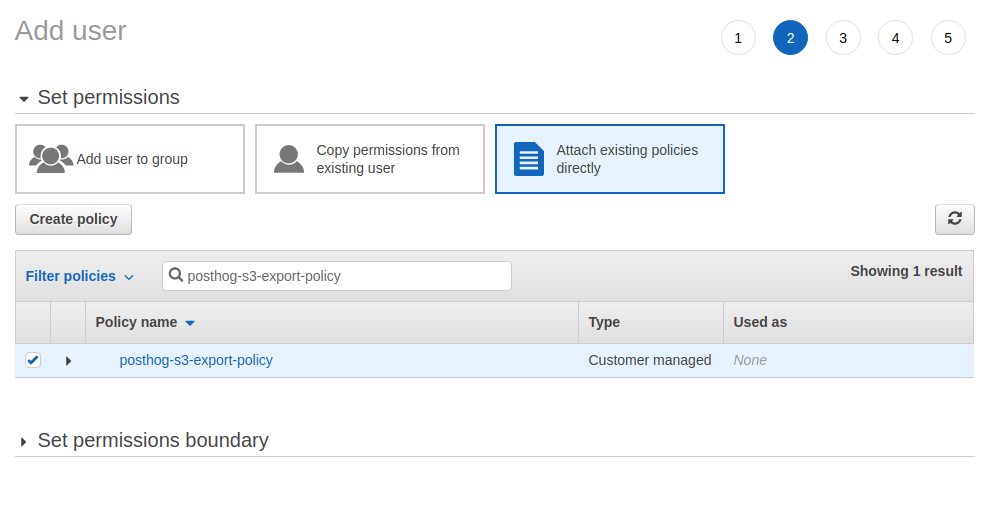 Add user
1 2 3 4 5
Set permissions
Add user to group
Copy permissions from
existing user
Attach existing policies
directly
Create policy
Filter policies
posthog-s3-export-policy
Showing 1 result
Policy name Type Used as
posthog-s3-export-policy Customer managed None
Set permissions boundary